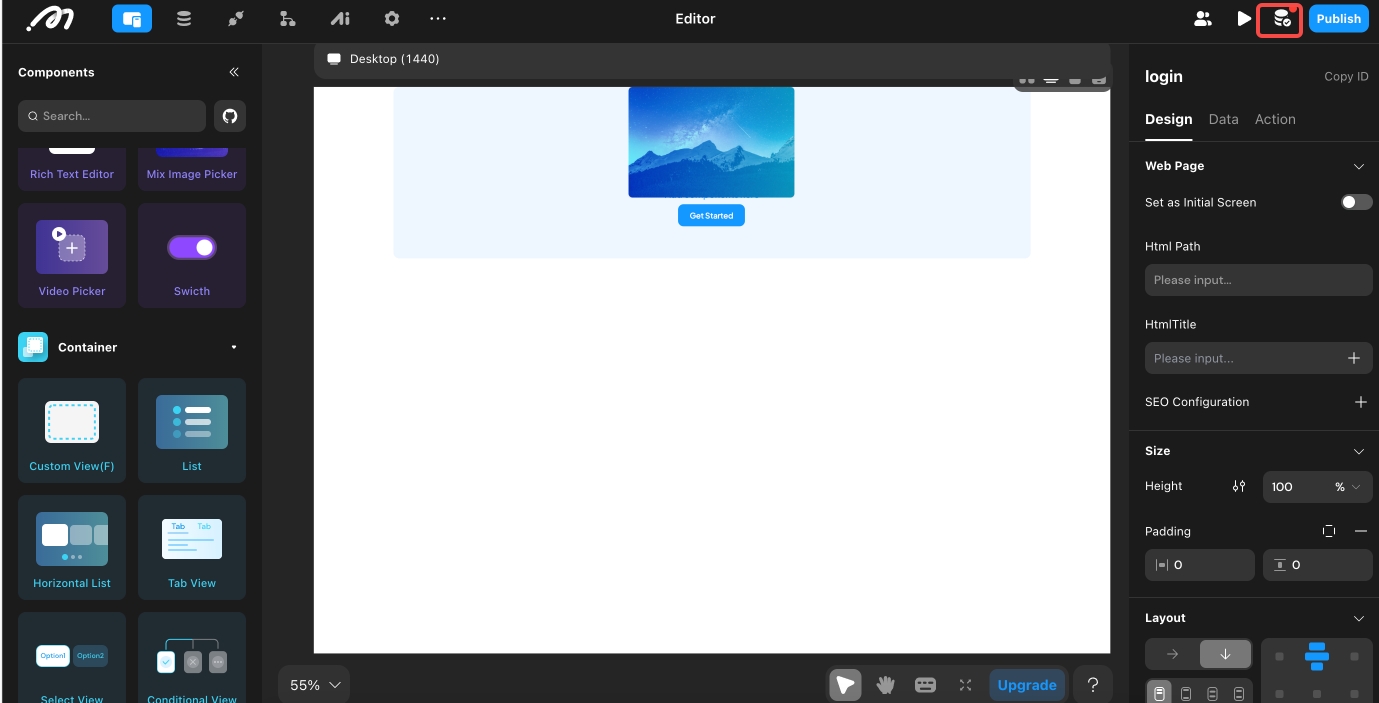 Editor
Publish
Components
Search...
Rich Text Editor
Mix Image Picker
Video Picker
Swicth
Container
Custom View(F)
List
Horizontal List
Tab
Tab
Tab View
Option1
Option2
Select View
Conditional View
Desktop (1440)
Get Started
55%
Upgrade
?
login
Copy ID
Design
Data
Action
Web Page
Set as Initial Screen
Html Path
Please input...
HtmlTitle
Please input...
SEO Configuration
Size
Height
100
%
Padding
0
0
Layout